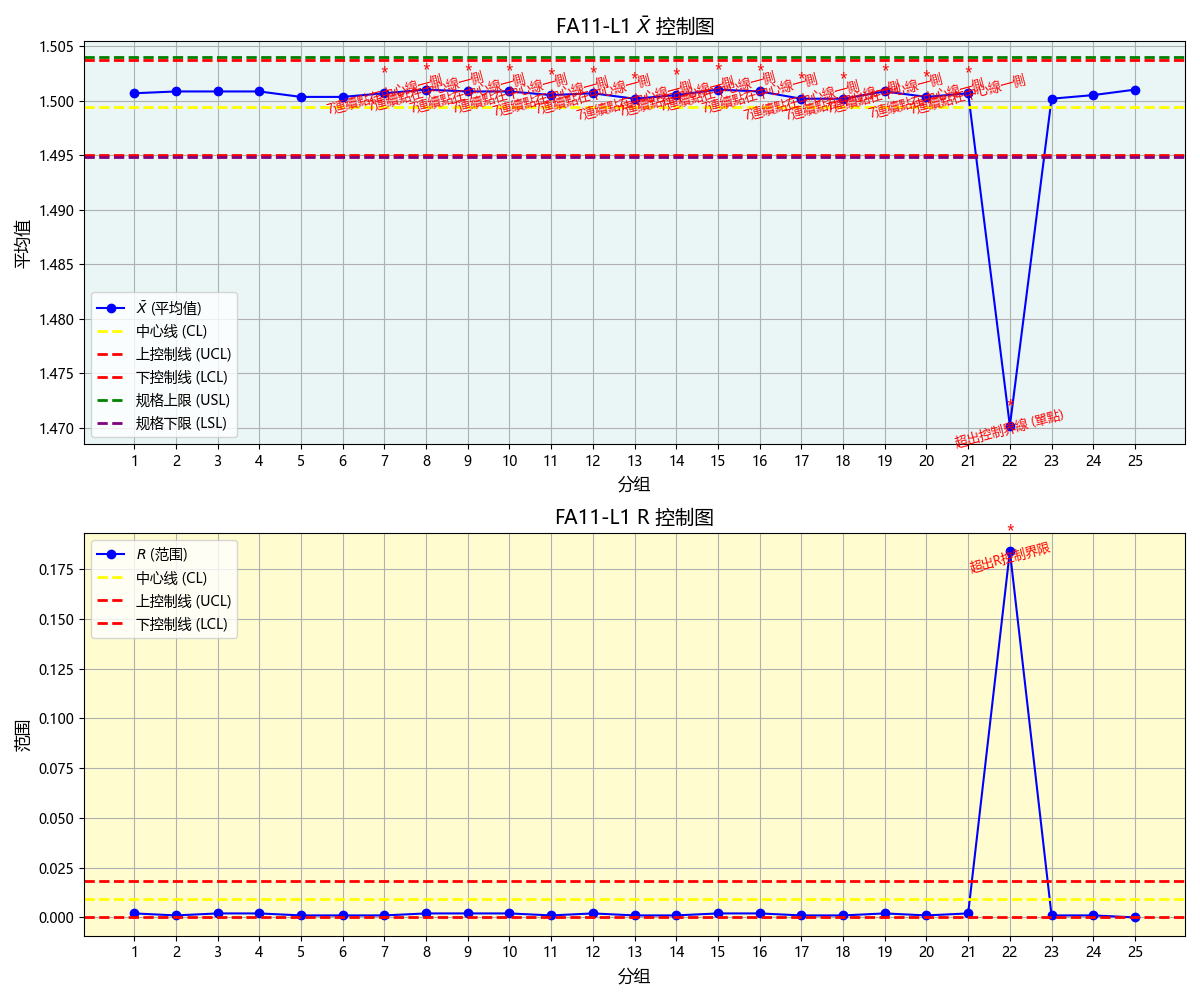 FA11-L1 X̄ 控制图
1.505
1.500
1.495
1.490
1.485
1.480
1.475
1.470
平均值
X̄ (平均值)
中心线 (CL)
上控制线 (UCL)
下控制线 (LCL)
规格上限 (USL)
规格下限 (LSL)
* * * * * * * * * * * * * * *
*
超出控制界線 (單點)
1 2 3 4 5 6 7 8 9 10 11 12 13 14 15 16 17 18 19 20 21 22 23 24 25
分组
FA11-L1 R 控制图
0.175
0.150
0.125
0.100
0.075
0.050
0.025
0.000
范围
R (范围)
中心线 (CL)
上控制线 (UCL)
下控制线 (LCL)
*
超出R控制界限
1 2 3 4 5 6 7 8 9 10 11 12 13 14 15 16 17 18 19 20 21 22 23 24 25
分组